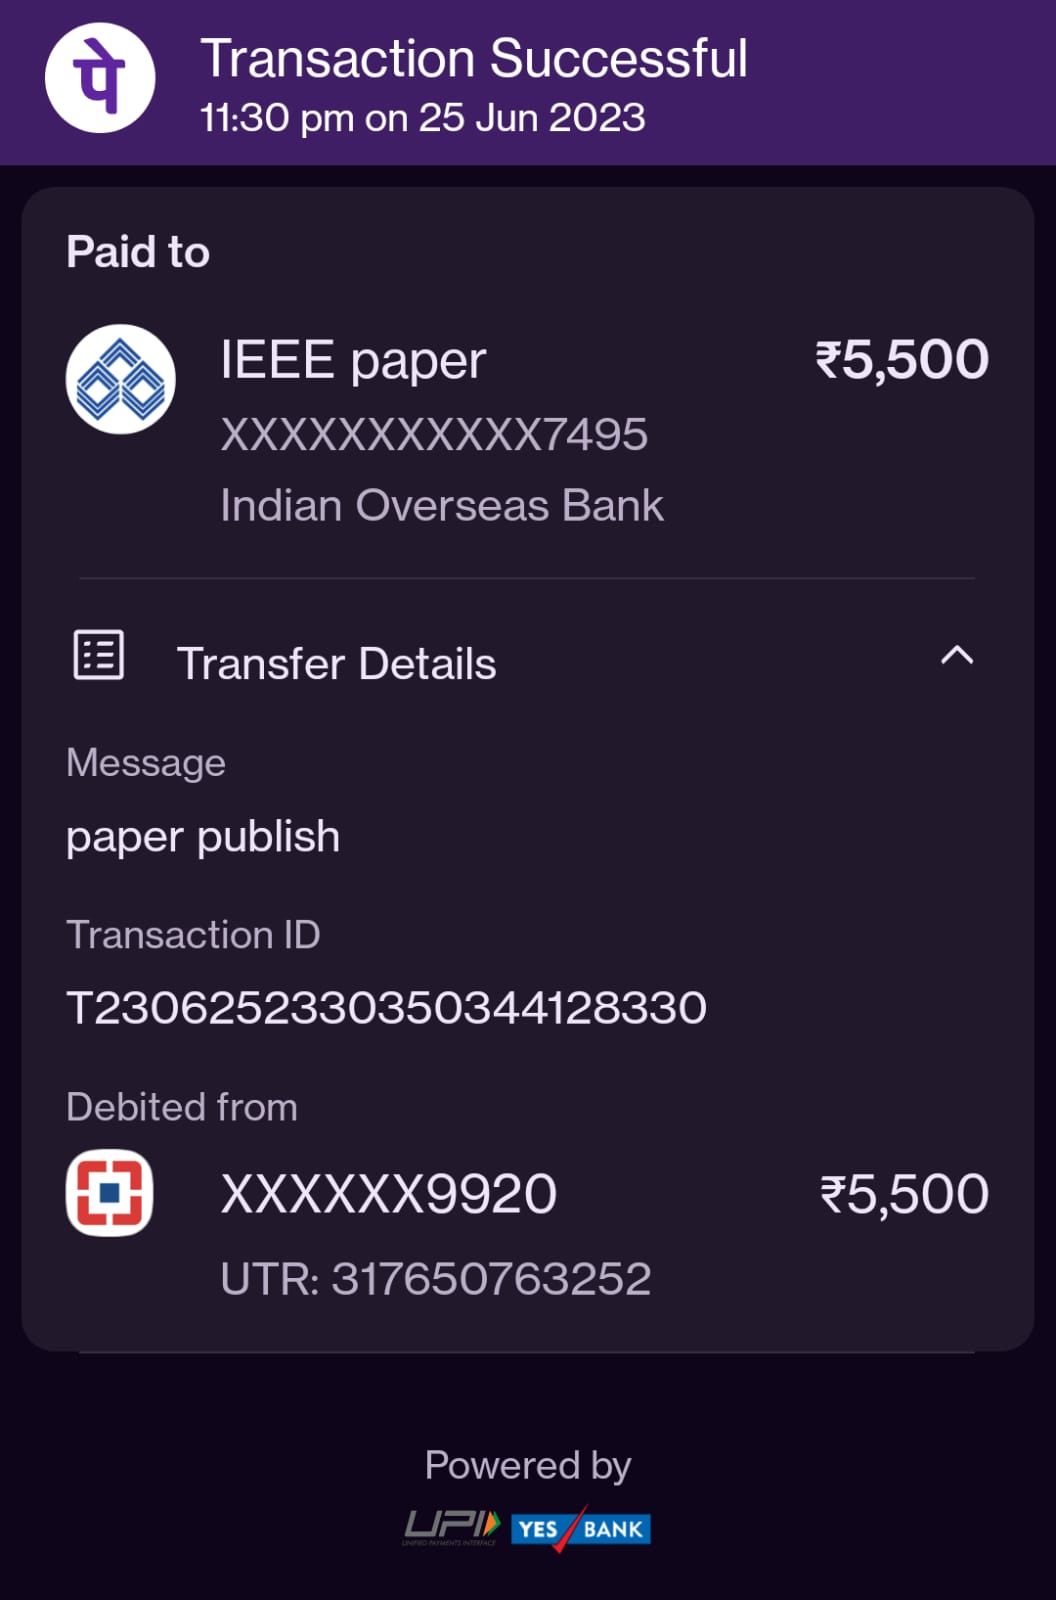 पे
Transaction Successful
11:30 pm on 25 Jun 2023
Paid to
IEEE paper
₹5,500
XXXXXXXXXXX7495
Indian Overseas Bank
Transfer Details
Message
paper publish
Transaction ID
T2306252330350344128330
Debited from
XXXXXX9920
₹5,500
UTR: 317650763252
Powered by
UPI
UNIFIED PAYMENTS INTERFACE
YES BANK